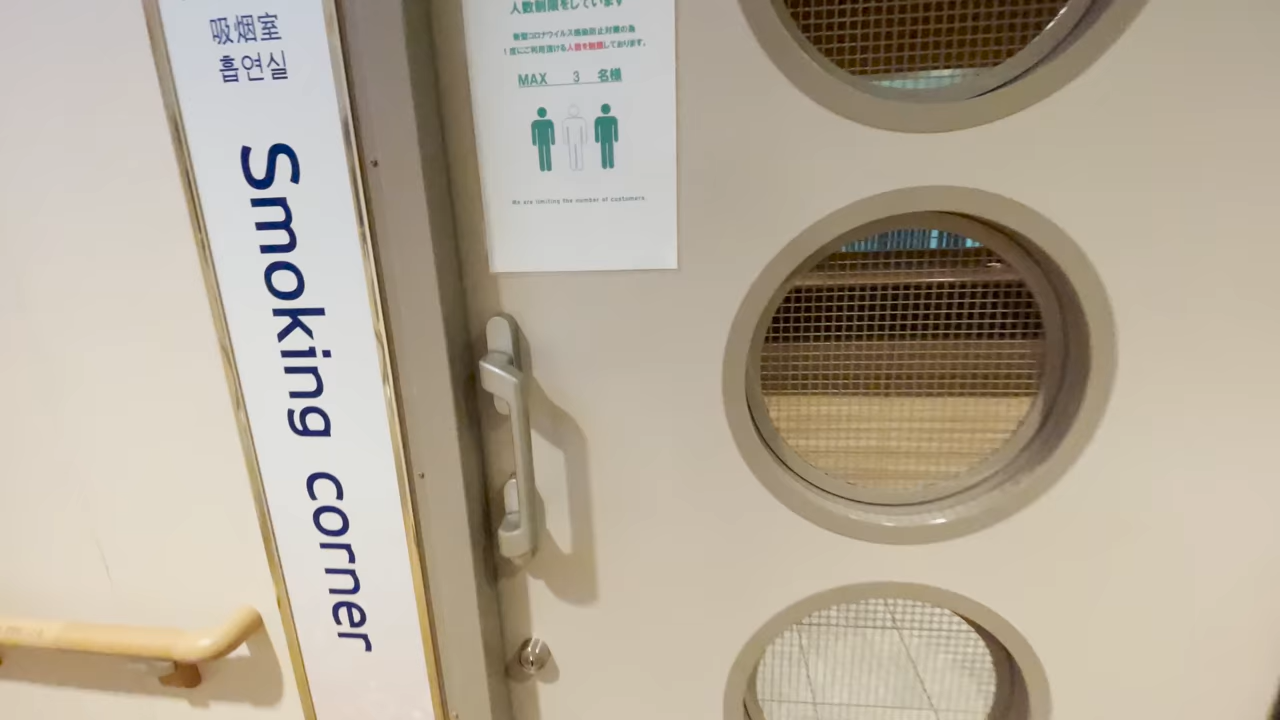 吸烟室
흡연실
Smoking corner
人数制限をしています
新型コロナウイルス感染防止対策の為
1度にご利用頂ける人数を制限しております。
MAX 3 名様
We are limiting the number of customers.